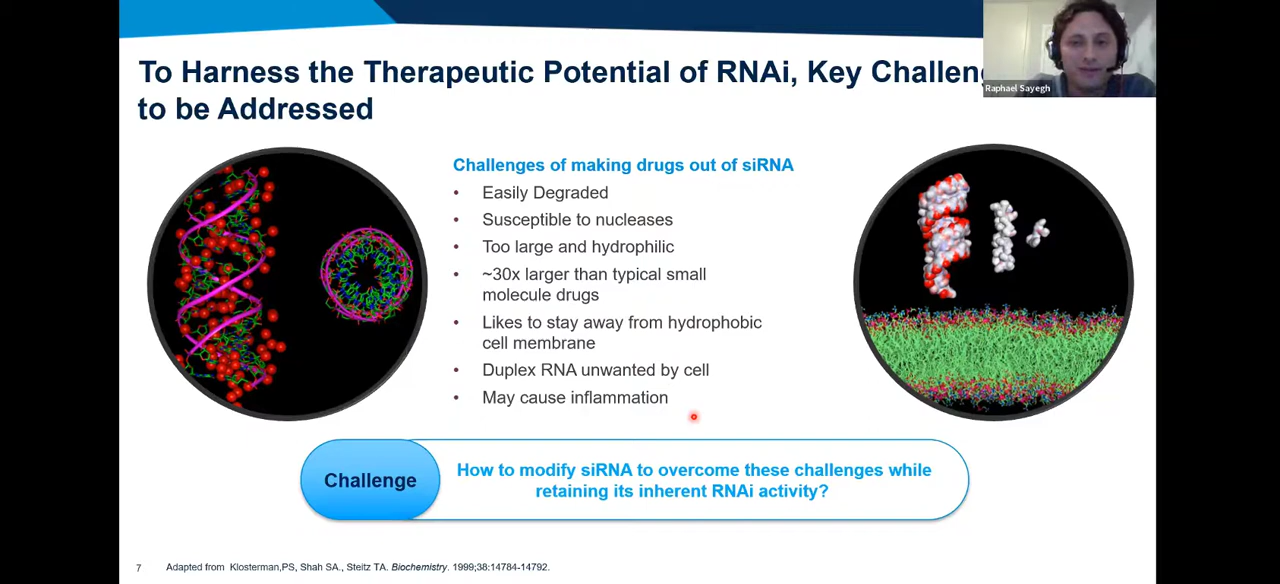 To Harness the Therapeutic Potential of RNAi, Key
to be Addressed
Raphael Sayegh
Challenges of making drugs out of siRNA
• Easily Degraded
• Susceptible to nucleases
• Too large and hydrophilic
• ~30x larger than typical small
molecule drugs
• Likes to stay away from hydrophobic
cell membrane
• Duplex RNA unwanted by cell
• May cause inflammation
Challenge
How to modify siRNA to overcome these challenges while
retaining its inherent RNAi activity?
7
Adapted from Klosterman,PS, Shah SA., Steitz TA. Biochemistry. 1999;38:14784-14792.